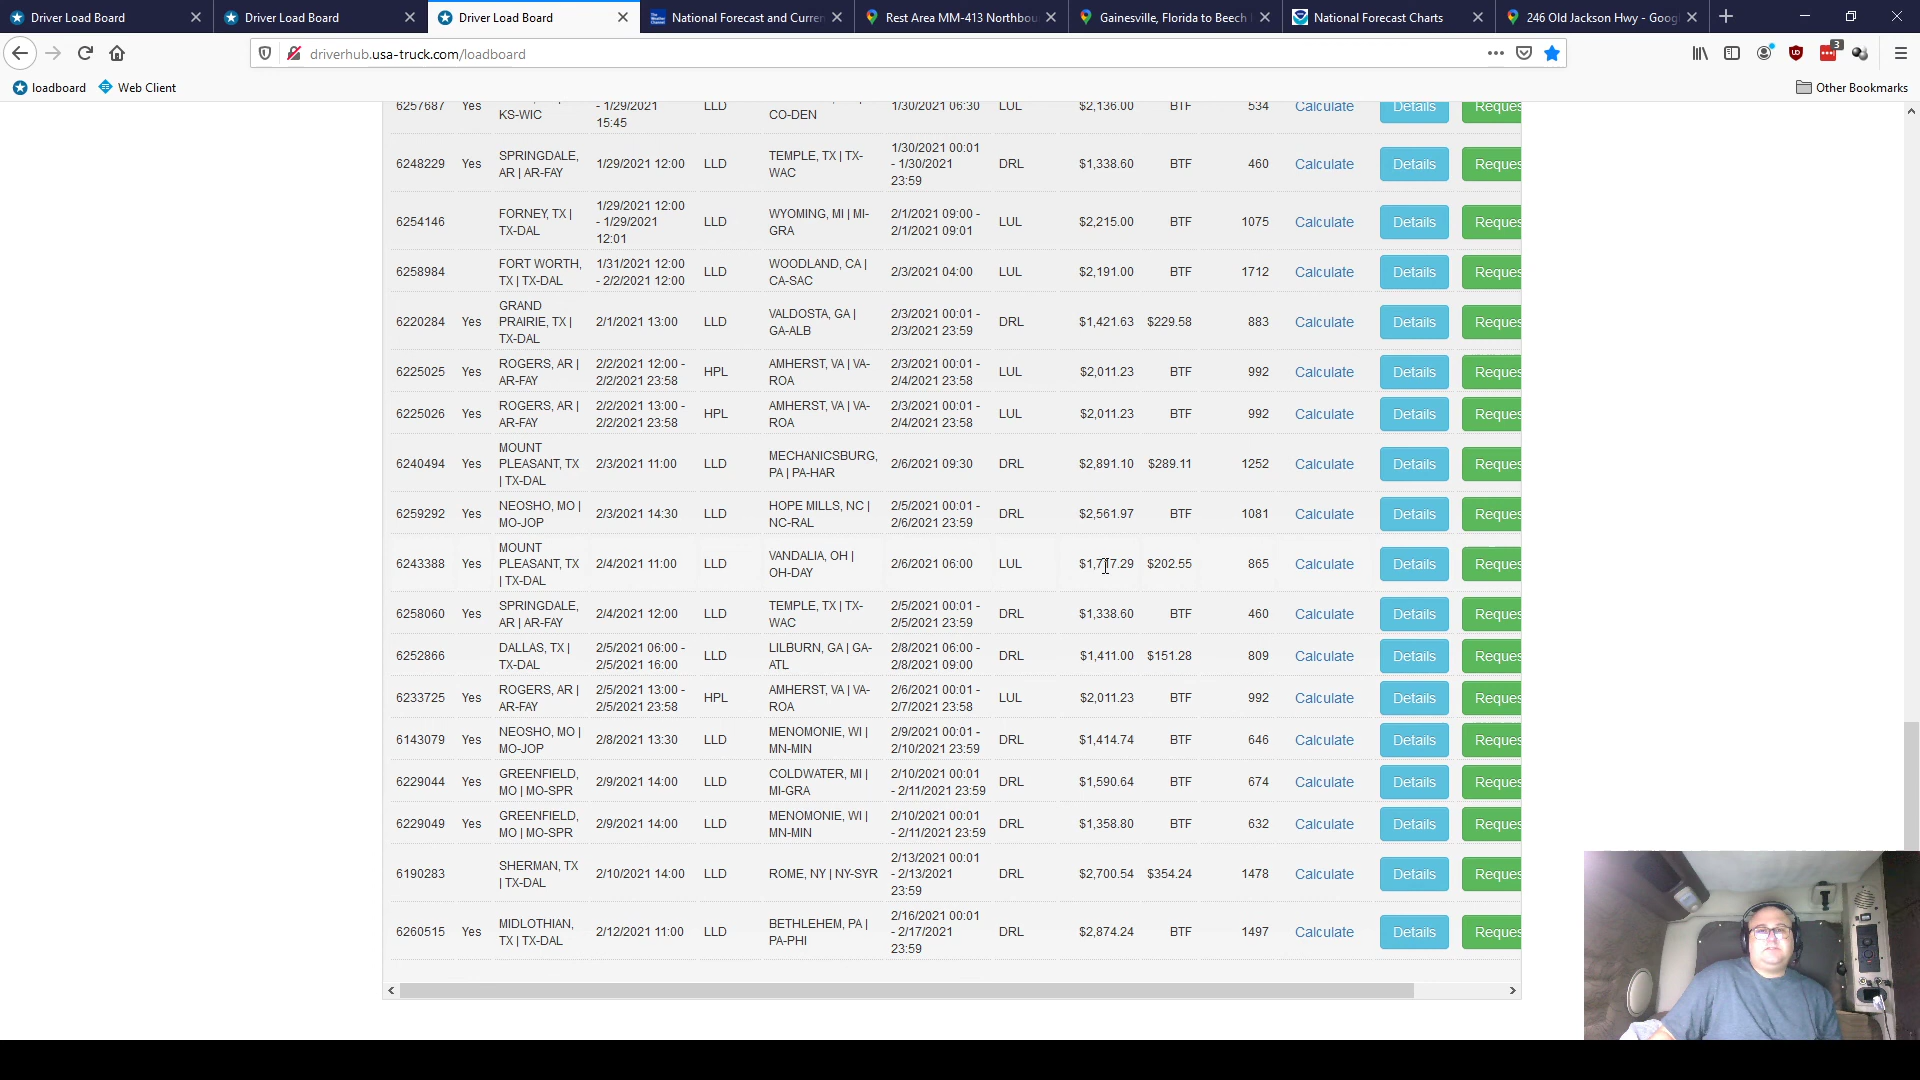 Driver Load Board
Driver Load Board
Driver Load Board
National Forecast and Curren
Rest Area MM-413 Northbou
Gainesville, Florida to Beech
National Forecast Charts
246 Old Jackson Hwy - Goog
driverhub.usa-truck.com/loadboard
3
loadboard
Web Client
Other Bookmarks
6257687 Yes KS-WIC - 1/29/2021 15:45 LLD CO-DEN 1/30/2021 06:30 LUL $2,136.00 BTF 534 Calculate Details Reques
6248229 Yes SPRINGDALE, AR | AR-FAY 1/29/2021 12:00 LLD TEMPLE, TX | TX-WAC 1/30/2021 00:01 - 1/30/2021 23:59 DRL $1,338.60 BTF 460 Calculate Details Reques
6254146 FORNEY, TX | TX-DAL 1/29/2021 12:00 - 1/29/2021 12:01 LLD WYOMING, MI | MI-GRA 2/1/2021 09:00 - 2/1/2021 09:01 LUL $2,215.00 BTF 1075 Calculate Details Reques
6258984 FORT WORTH, TX | TX-DAL 1/31/2021 12:00 - 2/2/2021 12:00 LLD WOODLAND, CA | CA-SAC 2/3/2021 04:00 LUL $2,191.00 BTF 1712 Calculate Details Reques
6220284 Yes GRAND PRAIRIE, TX | TX-DAL 2/1/2021 13:00 LLD VALDOSTA, GA | GA-ALB 2/3/2021 00:01 - 2/3/2021 23:59 DRL $1,421.63 $229.58 883 Calculate Details Reques
6225025 Yes ROGERS, AR | AR-FAY 2/2/2021 12:00 - 2/2/2021 23:58 HPL AMHERST, VA | VA-ROA 2/3/2021 00:01 - 2/4/2021 23:58 LUL $2,011.23 BTF 992 Calculate Details Reques
6225026 Yes ROGERS, AR | AR-FAY 2/2/2021 13:00 - 2/2/2021 23:58 HPL AMHERST, VA | VA-ROA 2/3/2021 00:01 - 2/4/2021 23:58 LUL $2,011.23 BTF 992 Calculate Details Reques
6240494 Yes MOUNT PLEASANT, TX | TX-DAL 2/3/2021 11:00 LLD MECHANICSBURG, PA | PA-HAR 2/6/2021 09:30 DRL $2,891.10 $289.11 1252 Calculate Details Reques
6259292 Yes NEOSHO, MO | MO-JOP 2/3/2021 14:30 LLD HOPE MILLS, NC | NC-RAL 2/5/2021 00:01 - 2/6/2021 23:59 DRL $2,561.97 BTF 1081 Calculate Details Reques
6243388 Yes MOUNT PLEASANT, TX | TX-DAL 2/4/2021 11:00 LLD VANDALIA, OH | OH-DAY 2/6/2021 06:00 LUL $202.55 865 Calculate Details Reques
6258060 Yes SPRINGDALE, AR | AR-FAY 2/4/2021 12:00 LLD TEMPLE, TX | TX-WAC 2/5/2021 00:01 - 2/5/2021 23:59 DRL $1,338.60 BTF 460 Calculate Details Reques
6252866 DALLAS, TX | TX-DAL 2/5/2021 06:00 - 2/5/2021 16:00 LLD LILBURN, GA | GA-ATL 2/8/2021 06:00 - 2/8/2021 09:00 DRL $1,411.00 $151.28 809 Calculate Details Reques
6233725 Yes ROGERS, AR | AR-FAY 2/5/2021 13:00 - 2/5/2021 23:58 HPL AMHERST, VA | VA-ROA 2/6/2021 00:01 - 2/7/2021 23:58 LUL $2,011.23 BTF 992 Calculate Details Reques
6143079 Yes NEOSHO, MO | MO-JOP 2/8/2021 13:30 LLD MENOMONIE, WI | MN-MIN 2/9/2021 00:01 - 2/10/2021 23:59 DRL $1,414.74 BTF 646 Calculate Details Reques
6229044 Yes GREENFIELD, MO | MO-SPR 2/9/2021 14:00 LLD COLDWATER, MI | MI-GRA 2/10/2021 00:01 - 2/11/2021 23:59 DRL $1,590.64 BTF 674 Calculate Details Reques
6229049 Yes GREENFIELD, MO | MO-SPR 2/9/2021 14:00 LLD MENOMONIE, WI | MN-MIN 2/10/2021 00:01 - 2/11/2021 23:59 DRL $1,358.80 BTF 632 Calculate Details Reques
6190283 SHERMAN, TX | TX-DAL 2/10/2021 14:00 LLD ROME, NY | NY-SYR 2/13/2021 00:01 - 2/13/2021 23:59 DRL $2,700.54 $354.24 1478 Calculate Details Reques
6260515 Yes MIDLOTHIAN, TX | TX-DAL 2/12/2021 11:00 LLD BETHLEHEM, PA | PA-PHI 2/16/2021 00:01 - 2/17/2021 23:59 DRL $2,874.24 BTF 1497 Calculate Details Reques